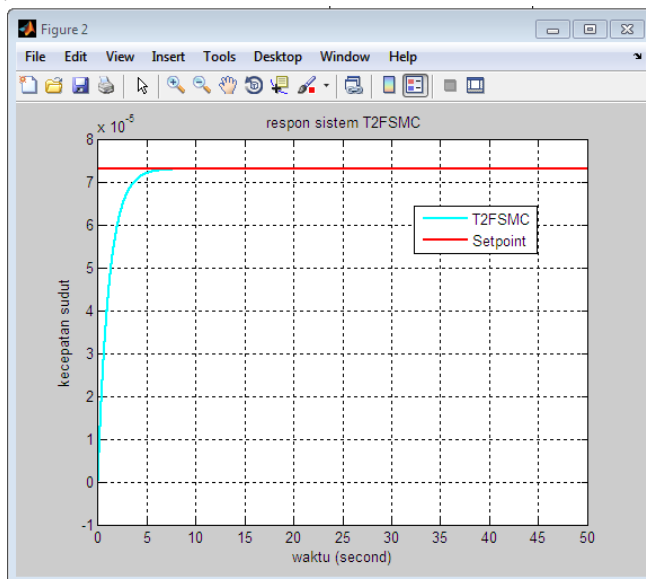 Figure 2
File Edit View Insert Tools Desktop Window Help
x 10^-5
respon sistem T2FSMC
8
7
6
5
4
3
2
1
0
-1
kecepatan sudut
T2FSMC
Setpoint
0 5 10 15 20 25 30 35 40 45 50
waktu (second)